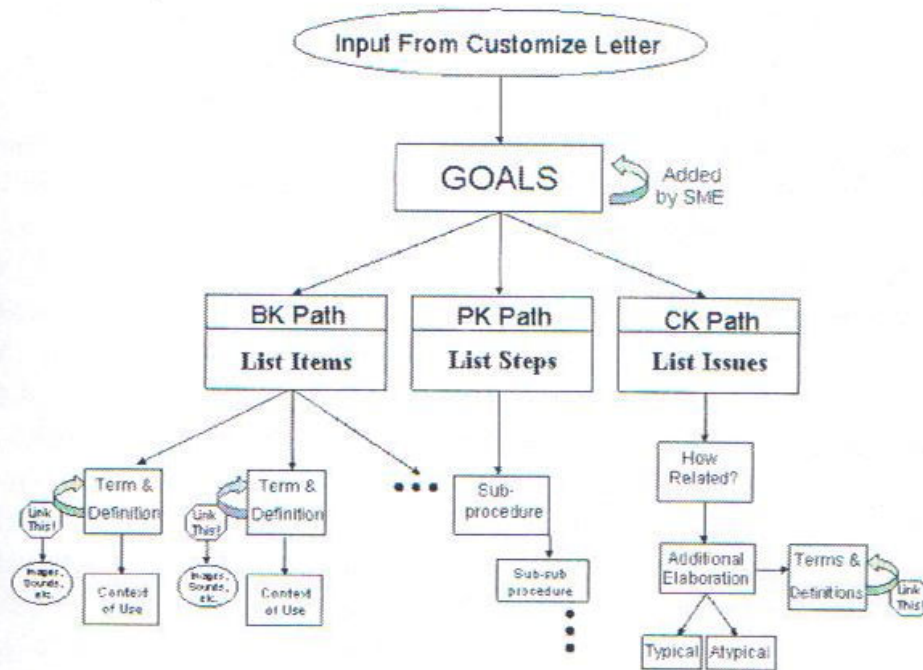 Input From Customize Letter
GOALS
Added
by SME
BK Path
List Items
PK Path
List Steps
CK Path
List Issues
Term &
Definition
Link
This!
Images,
Sounds,
etc.
Context
of Use
Term &
Definition
Link
This!
Images,
Sounds,
etc.
Context
of Use
Sub-
procedure
Sub-sub
procedure
How
Related?
Additional
Elaboration
Terms &
Definitions
Link
This!
Typical
Atypical